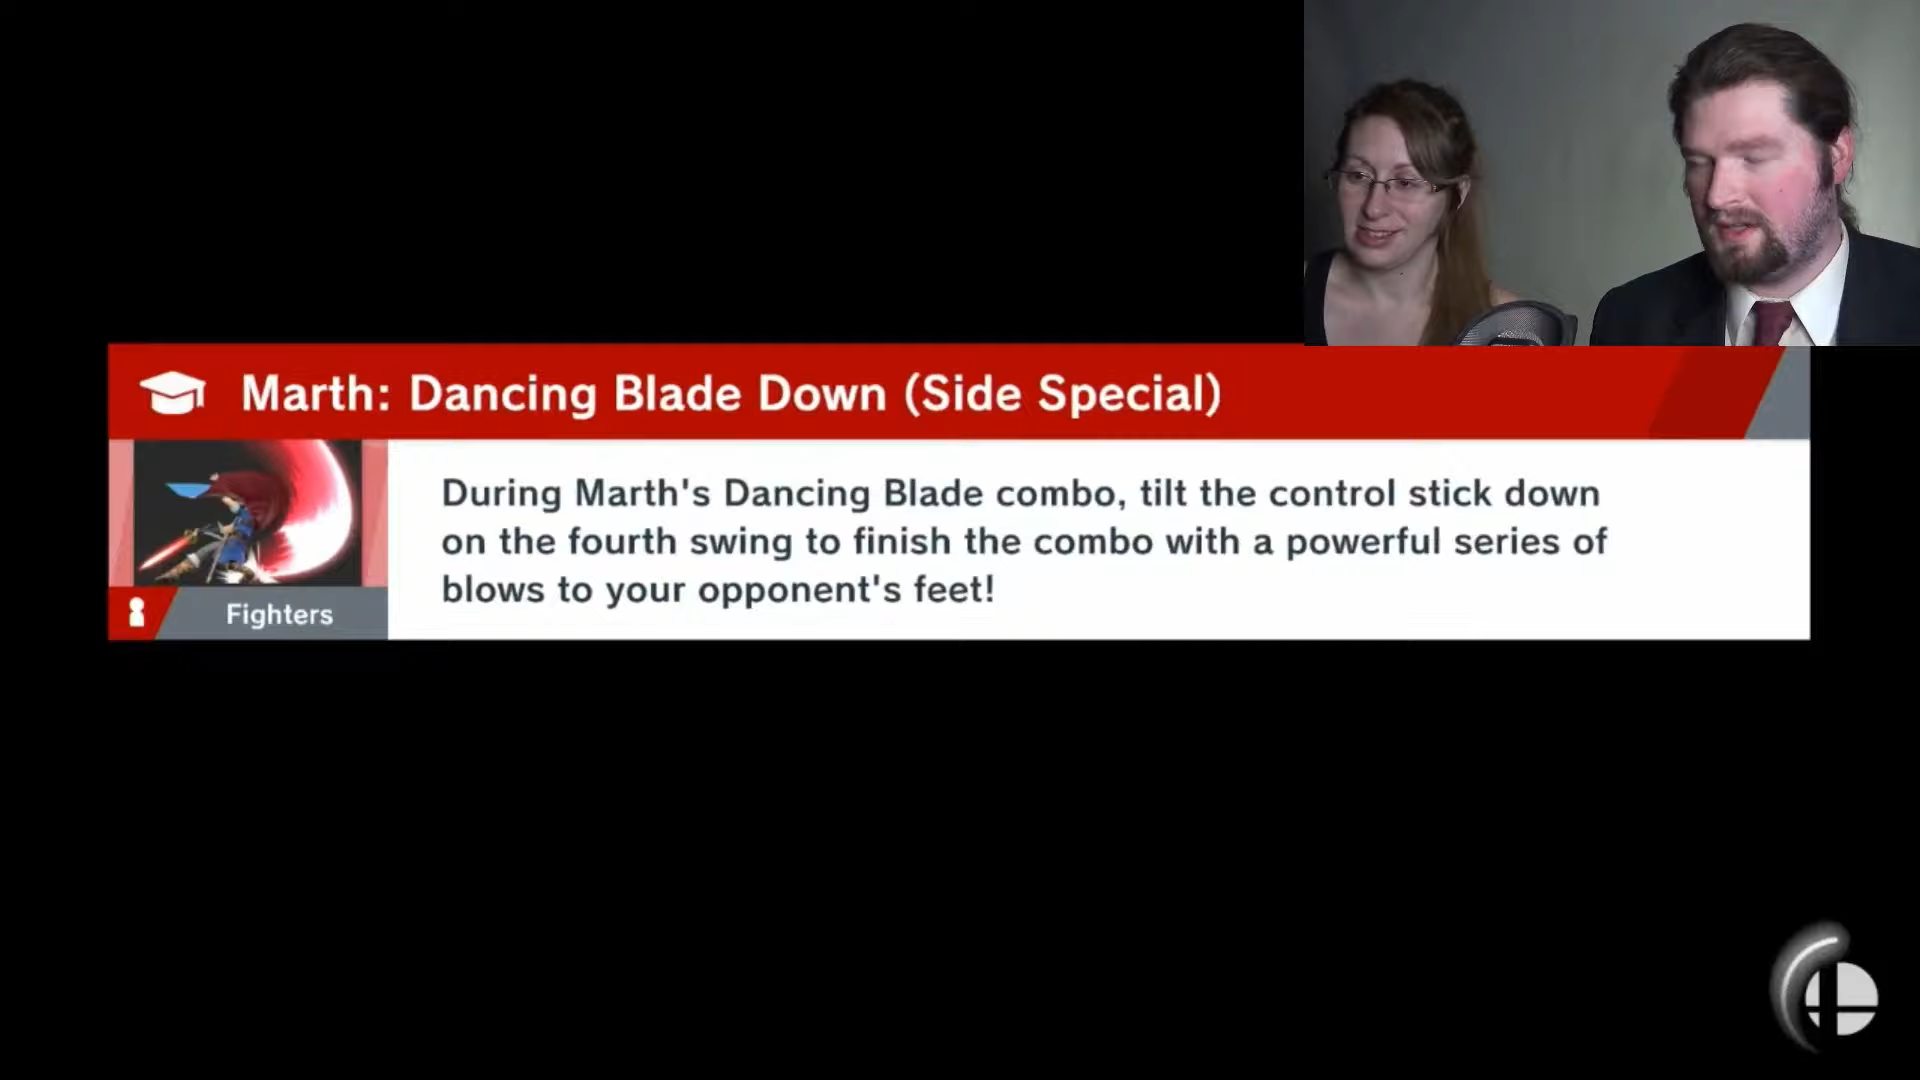 Marth: Dancing Blade Down (Side Special)
During Marth's Dancing Blade combo, tilt the control stick down
on the fourth swing to finish the combo with a powerful series of
blows to your opponent's feet!
Fighters